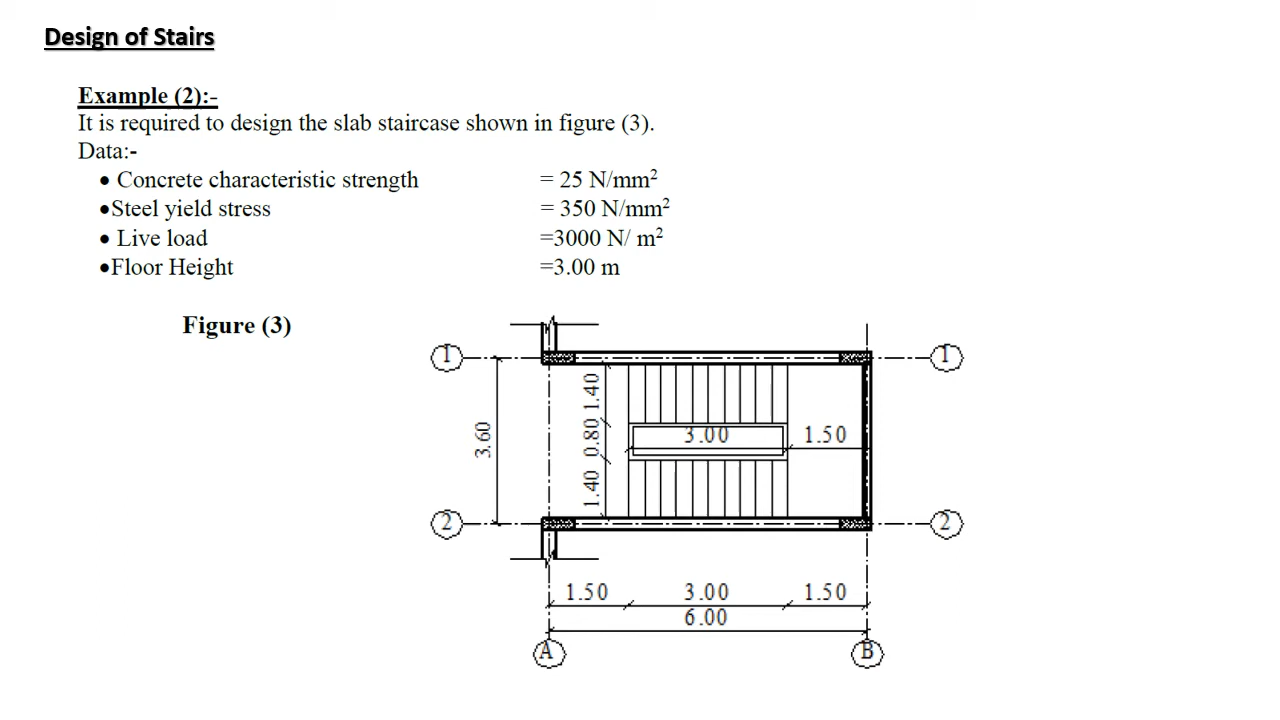 Design of Stairs
Example (2):-
It is required to design the slab staircase shown in figure (3).
Data:-
• Concrete characteristic strength = 25 N/mm²
•Steel yield stress = 350 N/mm²
• Live load =3000 N/ m²
•Floor Height =3.00 m
Figure (3)
1
1
1.40
3.60
0.80
3.00
1.50
1.40
2
2
1.50
3.00
1.50
6.00
A
B